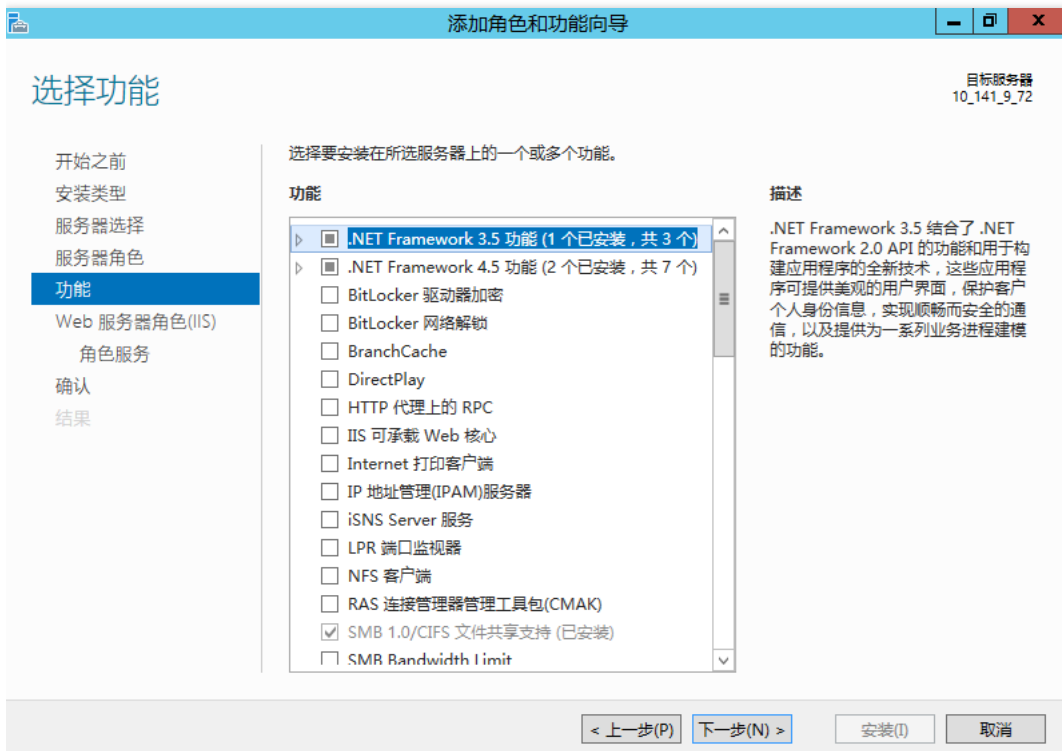 添加角色和功能向导
选择功能
目标服务器
10_141_9_72
开始之前
安装类型
服务器选择
服务器角色
功能
Web 服务器角色(IIS)
角色服务
确认
结果
选择要安装在所选服务器上的一个或多个功能。
功能
.NET Framework 3.5 功能 (1 个已安装，共 3 个)
.NET Framework 4.5 功能 (2 个已安装，共 7 个)
BitLocker 驱动器加密
BitLocker 网络解锁
BranchCache
DirectPlay
HTTP 代理上的 RPC
IIS 可承载 Web 核心
Internet 打印客户端
IP 地址管理(IPAM)服务器
iSNS Server 服务
LPR 端口监视器
NFS 客户端
RAS 连接管理器管理工具包(CMAK)
SMB 1.0/CIFS 文件共享支持 (已安装)
SMB Bandwidth Limit
描述
.NET Framework 3.5 结合了 .NET
Framework 2.0 API 的功能和用于构
建应用程序的全新技术，这些应用程
序可提供美观的用户界面，保护客户
个人身份信息，实现顺畅而安全的通
信，以及提供为一系列业务进程建模
的功能。
< 上一步(P)
下一步(N) >
安装(I)
取消